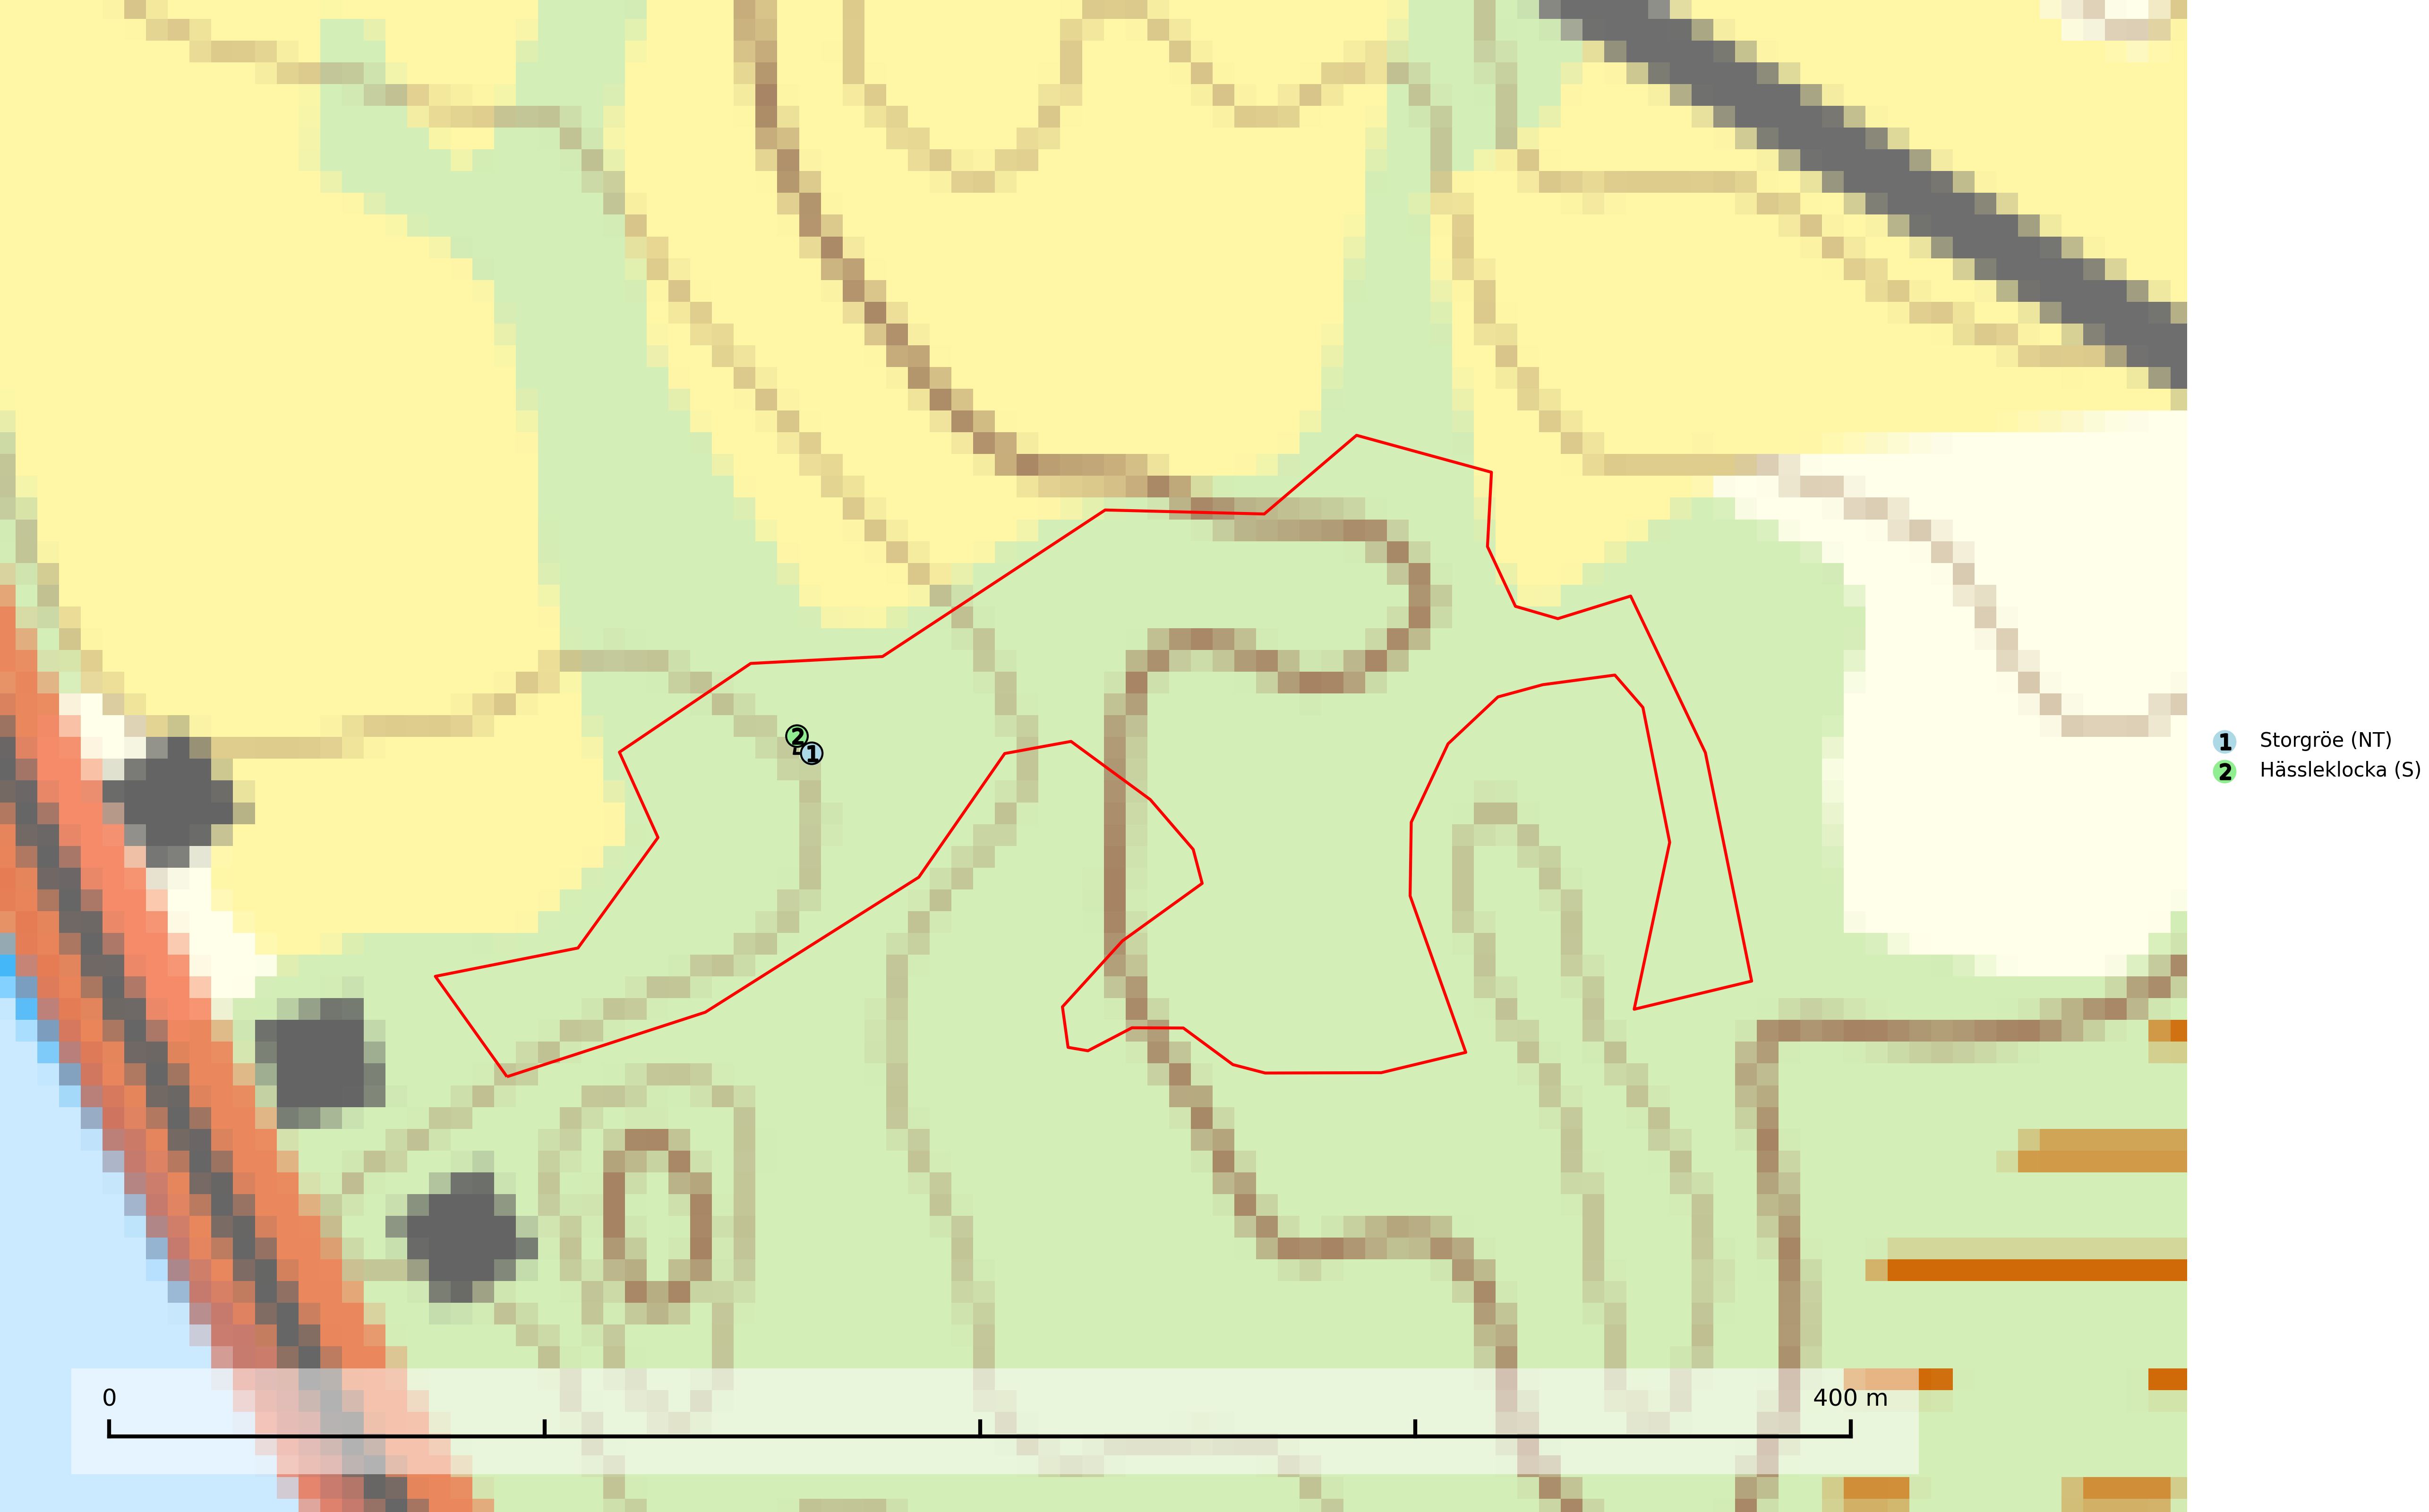 2
1
1 Storgröe (NT)
2 Hässleklocka (S)
0 400 m